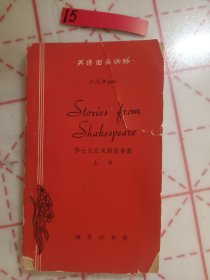 15
·英语简易读物·
H.G.Wyatt
Stories from
Shakespeare
莎士比亚戏剧故事集
上册
商务印书馆